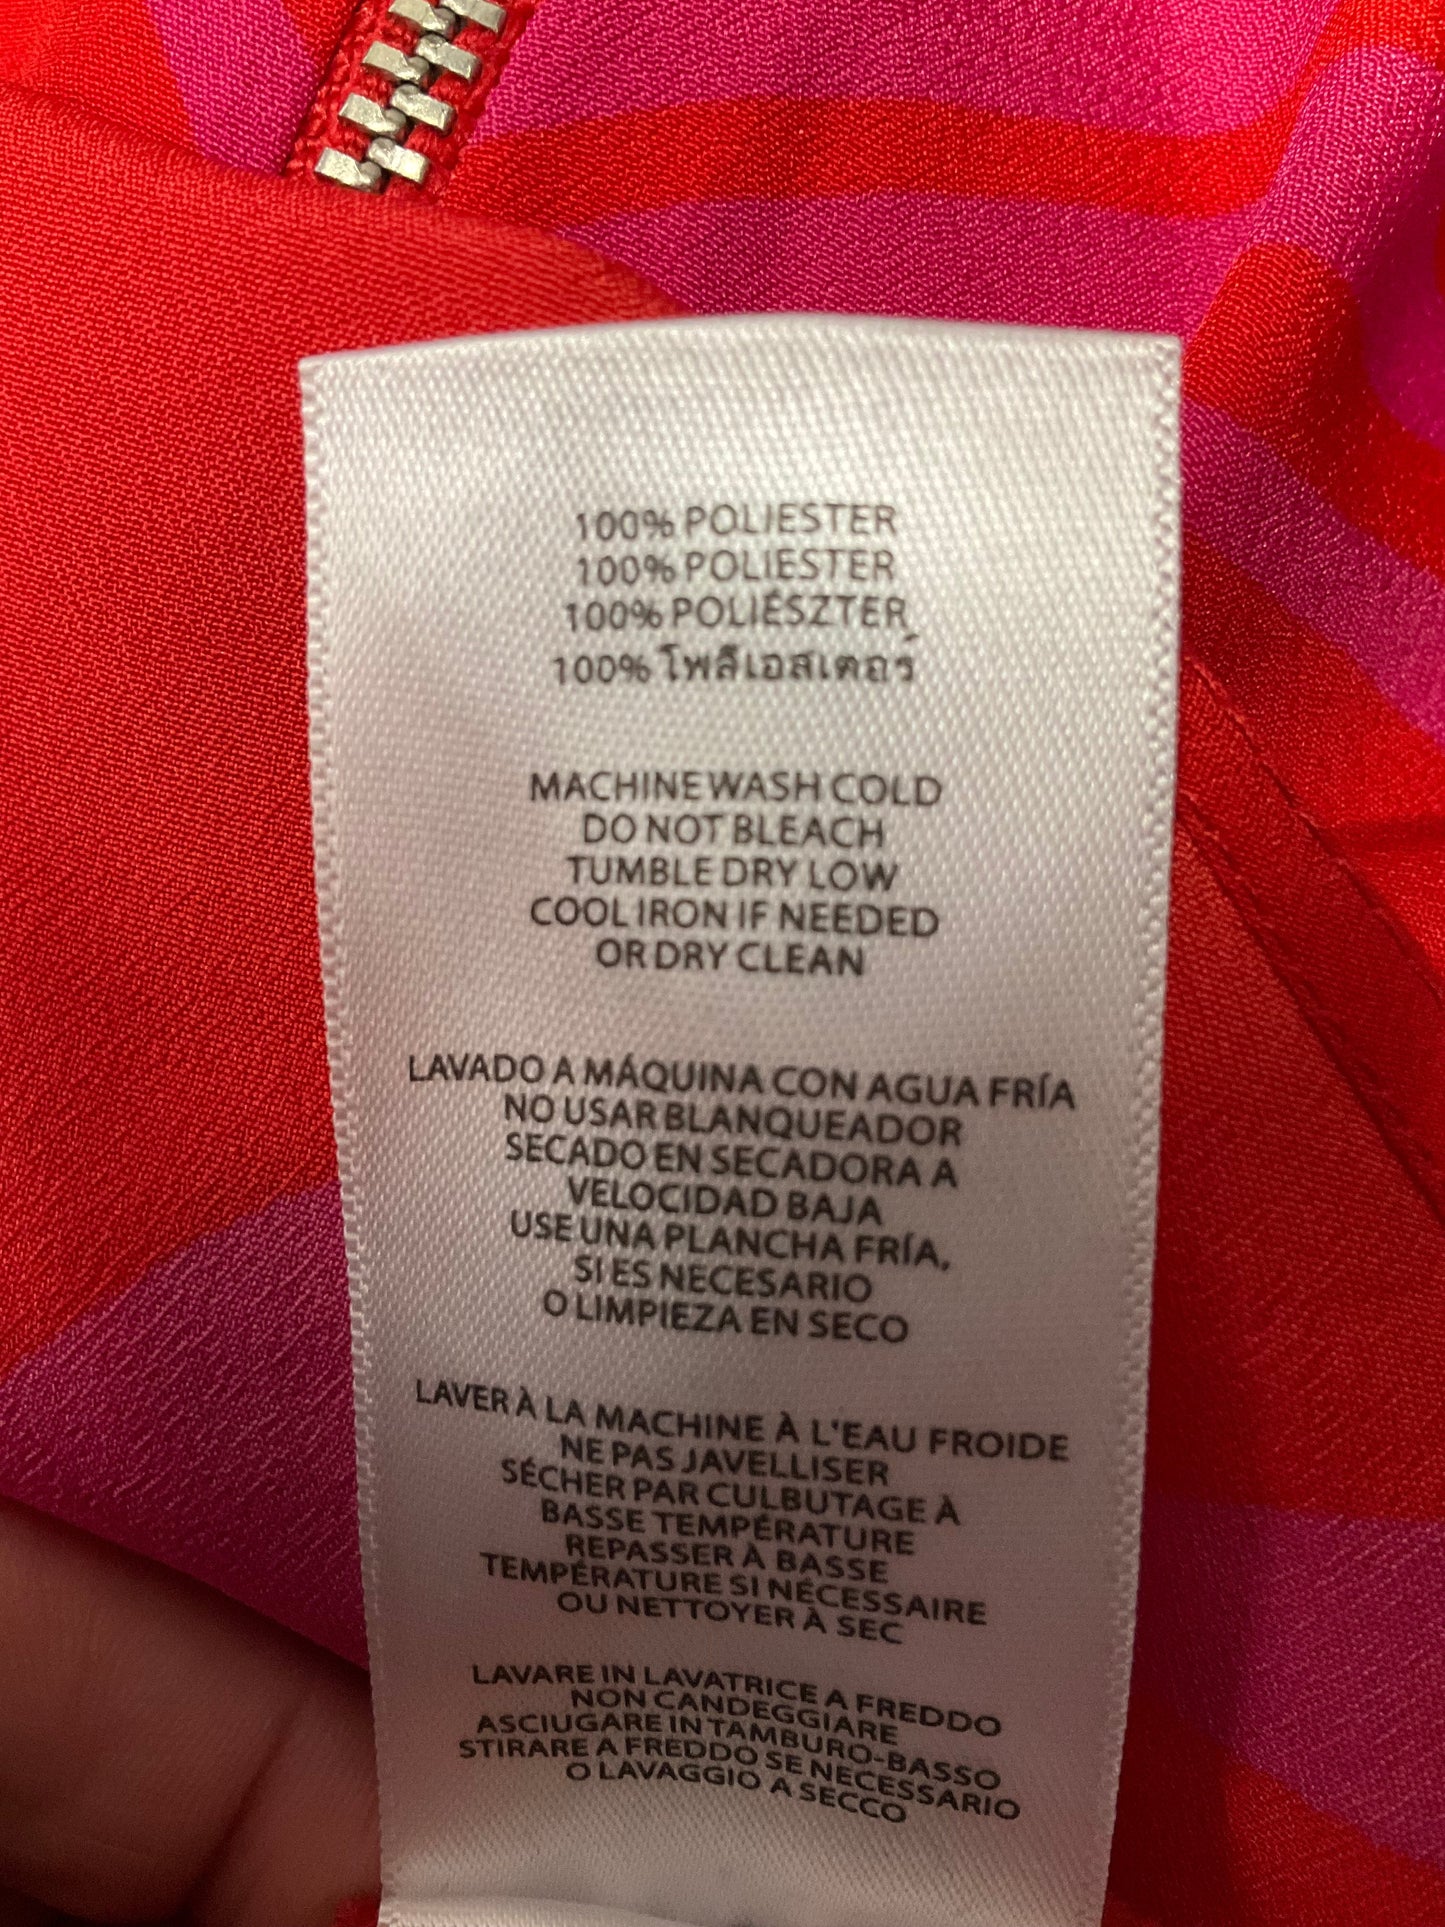 100% POLIESTER
100% POLIESTER
100% POLIÉSZTER
100% โพลีเอสเตอร์
MACHINE WASH COLD
DO NOT BLEACH
TUMBLE DRY LOW
COOL IRON IF NEEDED
OR DRY CLEAN
LAVADO A MÁQUINA CON AGUA FRÍA
NO USAR BLANQUEADOR
SECADO EN SECADORA A
VELOCIDAD BAJA
USE UNA PLANCHA FRÍA,
SI ES NECESARIO
O LIMPIEZA EN SECO
LAVER À LA MACHINE À L'EAU FROIDE
NE PAS JAVELLISER
SÉCHER PAR CULBUTAGE À
BASSE TEMPÉRATURE
REPASSER À BASSE
TEMPÉRATURE SI NÉCESSAIRE
OU NETTOYER À SEC
LAVARE IN LAVATRICE A FREDDO
NON CANDEGGIARE
ASCIUGARE IN TAMBURO-BASSO
STIRARE A FREDDO SE NECESSARIO
O LAVAGGIO A SECCO